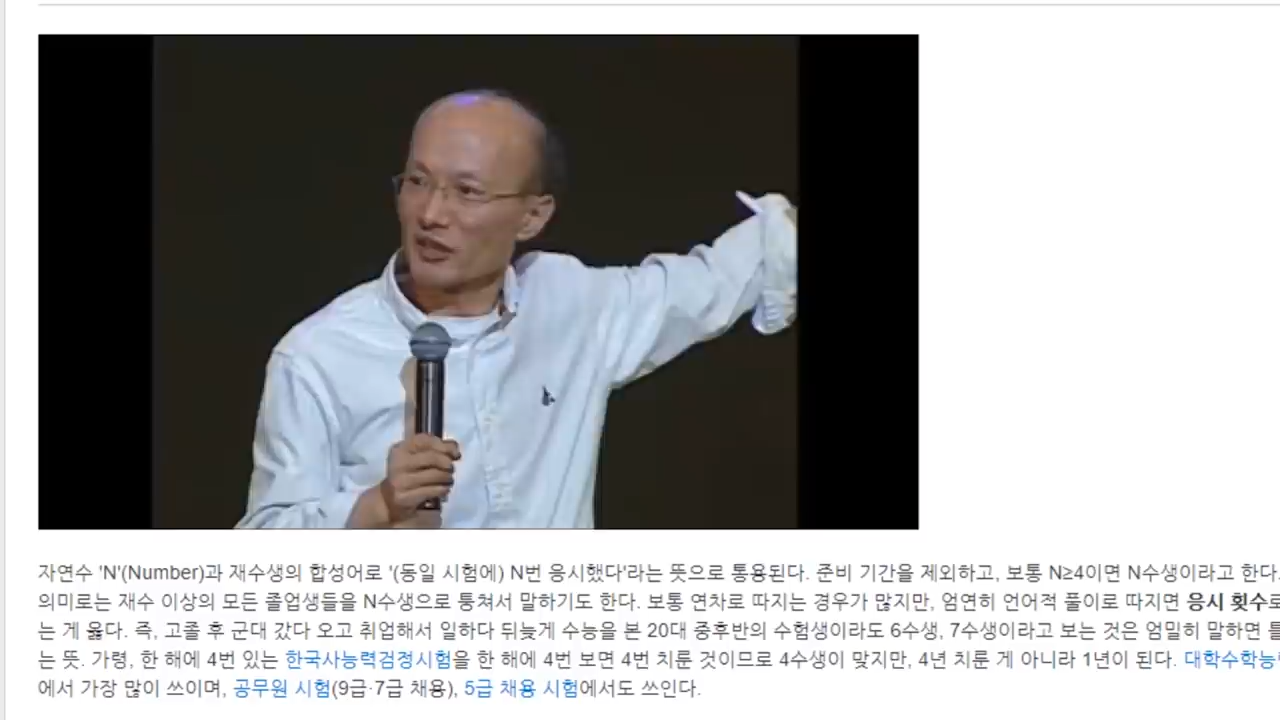 자연수 'N'(Number)과 재수생의 합성어로 '(동일 시험에) N번 응시했다'라는 뜻으로 통용된다. 준비 기간을 제외하고, 보통 N≥4이면 N수생이라고 한다.
의미로는 재수 이상의 모든 졸업생들을 N수생으로 퉁쳐서 말하기도 한다. 보통 연차로 따지는 경우가 많지만, 엄연히 언어적 풀이로 따지면 응시 횟수로
는 게 옳다. 즉, 고졸 후 군대 갔다 오고 취업해서 일하다 뒤늦게 수능을 본 20대 중후반의 수험생이라도 6수생, 7수생이라고 보는 것은 엄밀히 말하면 틀
는 뜻. 가령, 한 해에 4번 있는 한국사능력검정시험을 한 해에 4번 보면 4번 치룬 것이므로 4수생이 맞지만, 4년 치룬 게 아니라 1년이 된다. 대학수학능
에서 가장 많이 쓰이며, 공무원 시험(9급·7급 채용), 5급 채용 시험에서도 쓰인다.